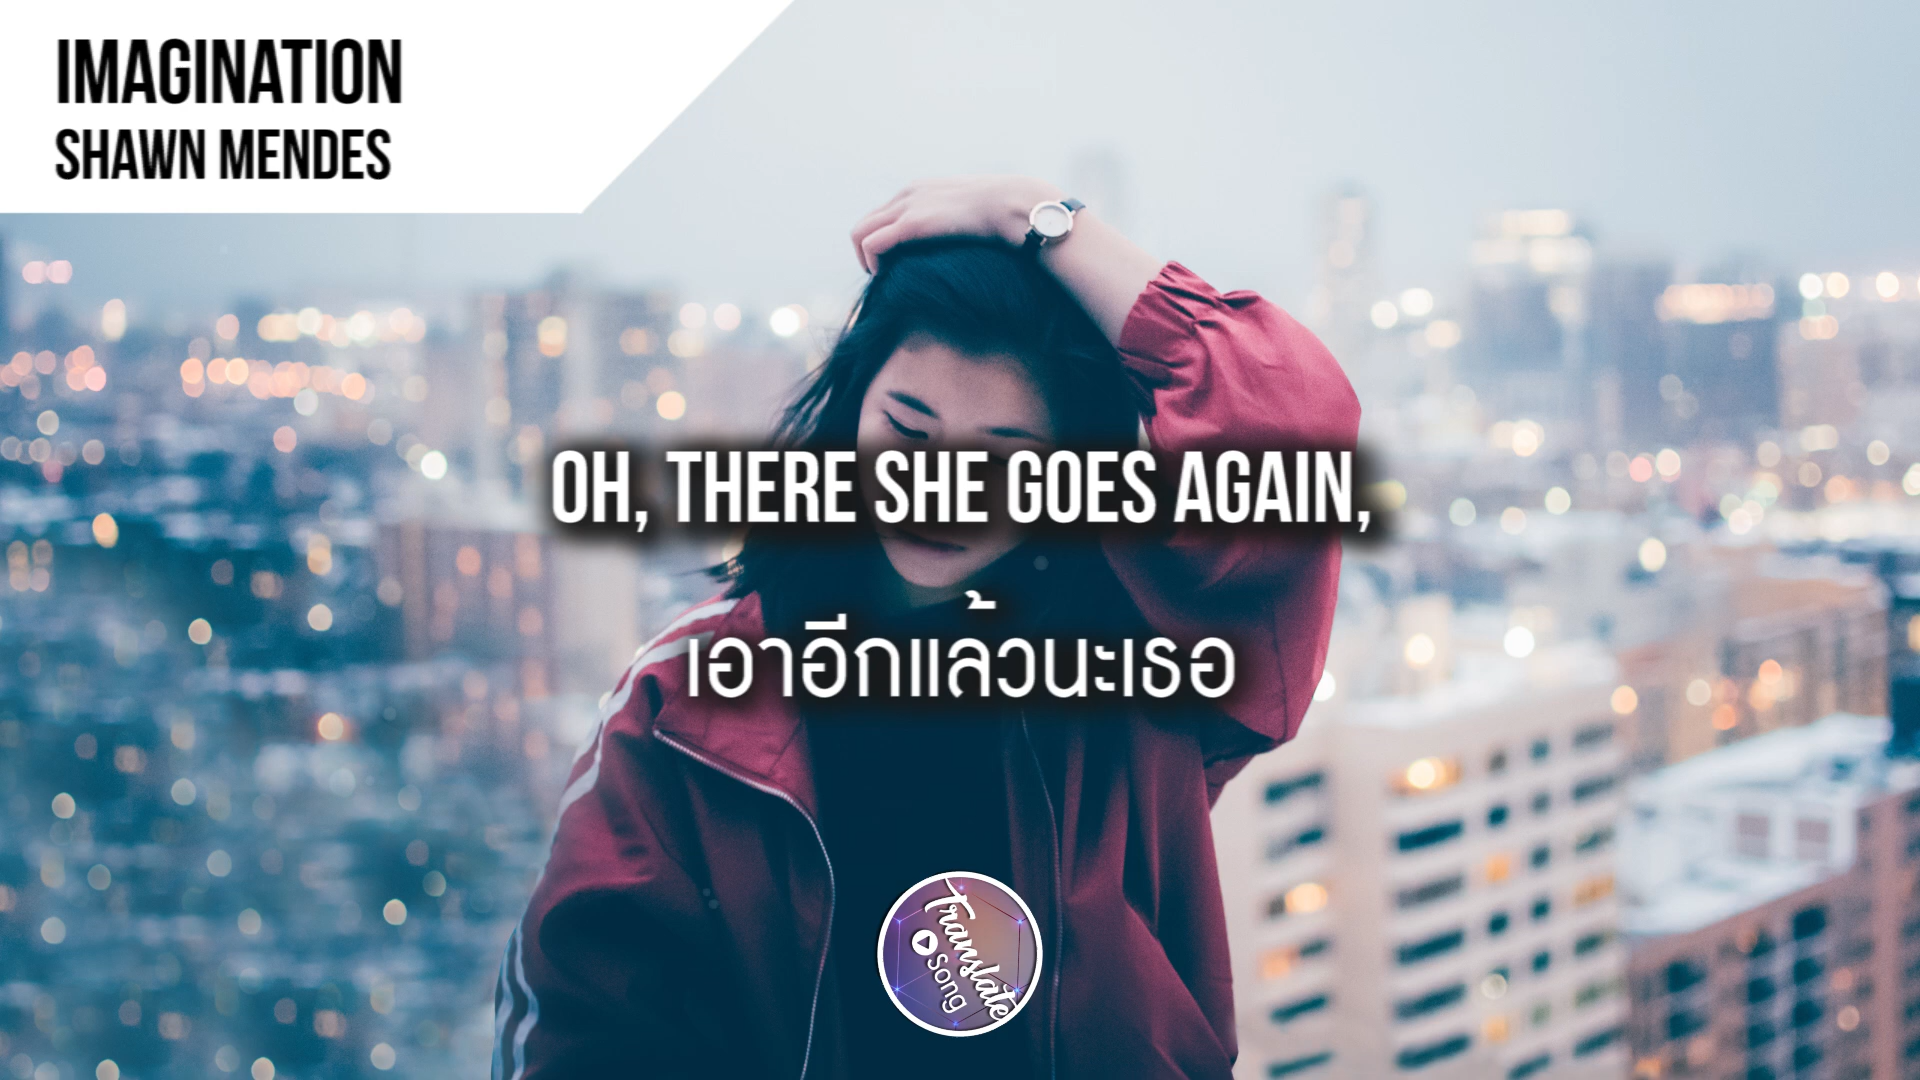 IMAGINATION
SHAWN MENDES
OH, THERE SHE GOES AGAIN,
เอาอีกแล้วนะเธอ
Translate
Song